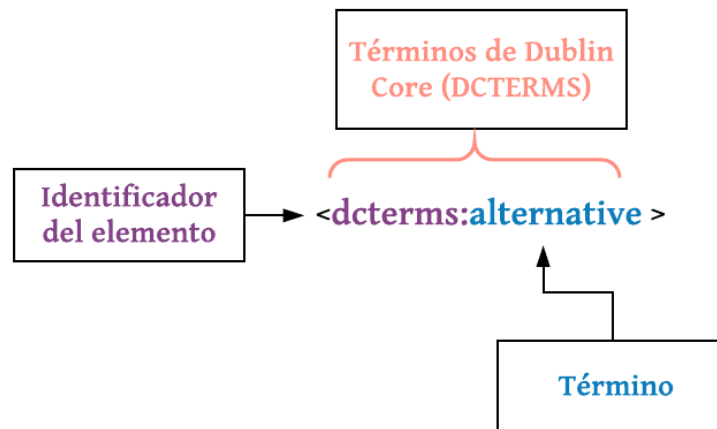 Términos de Dublin
Core (DCTERMS)
Identificador
del elemento
<dcterms:alternative >
Término